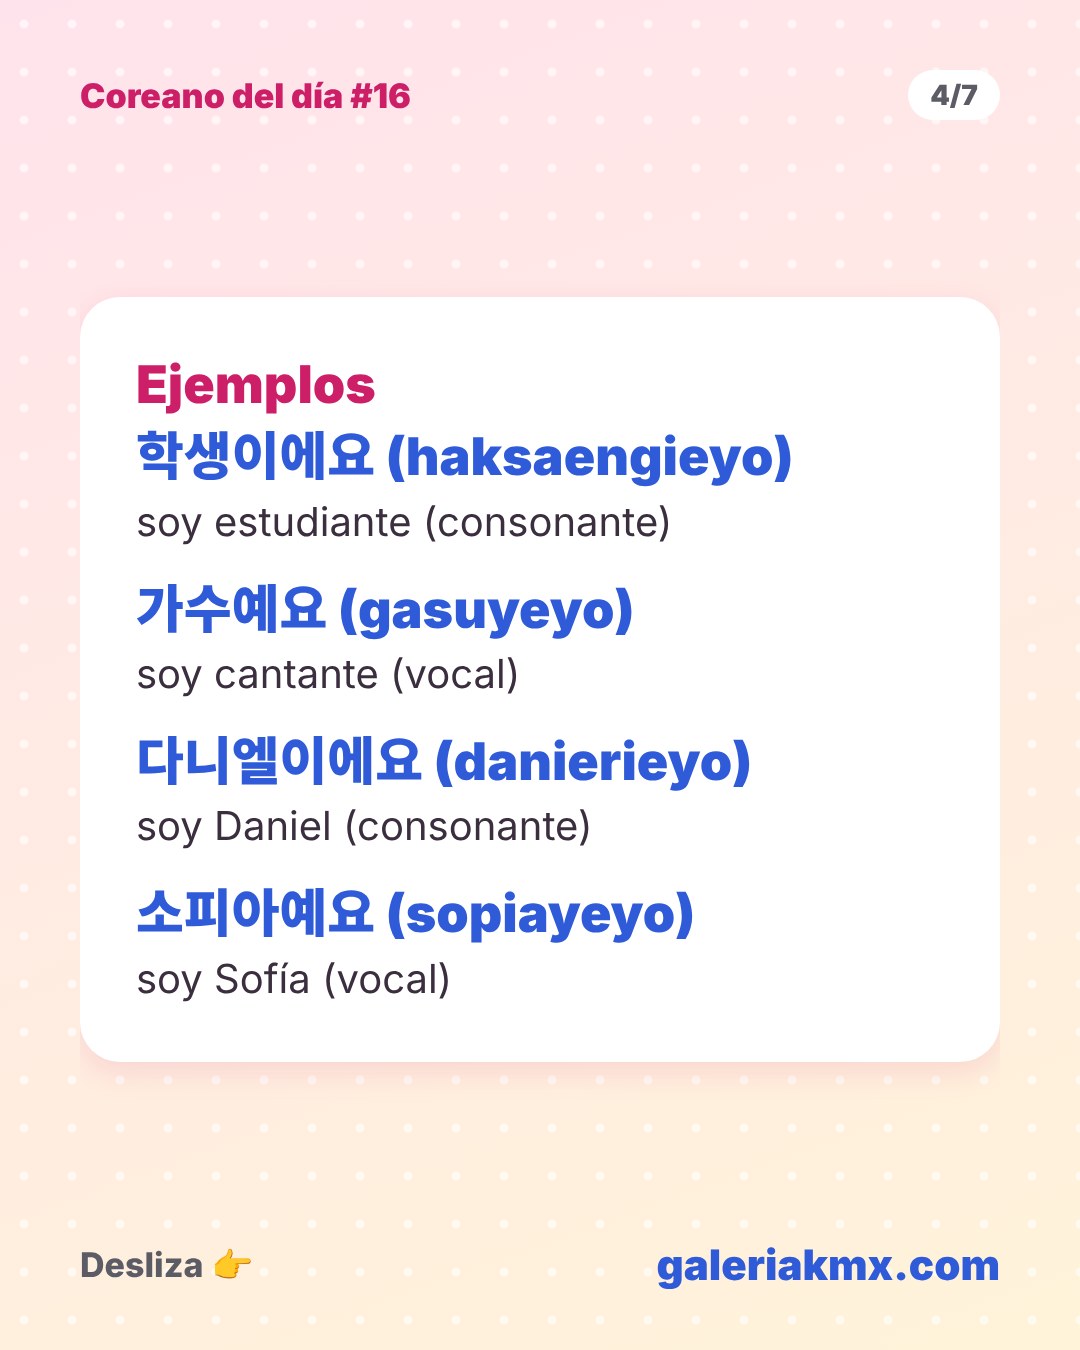 Coreano del día #16
4/7
Ejemplos
학생이에요 (haksaengieyo)
soy estudiante (consonante)
가수예요 (gasuyeyo)
soy cantante (vocal)
다니엘이에요 (danierieyo)
soy Daniel (consonante)
소피아예요 (sopiayeyo)
soy Sofía (vocal)
Desliza 👉
galeriakmx.com